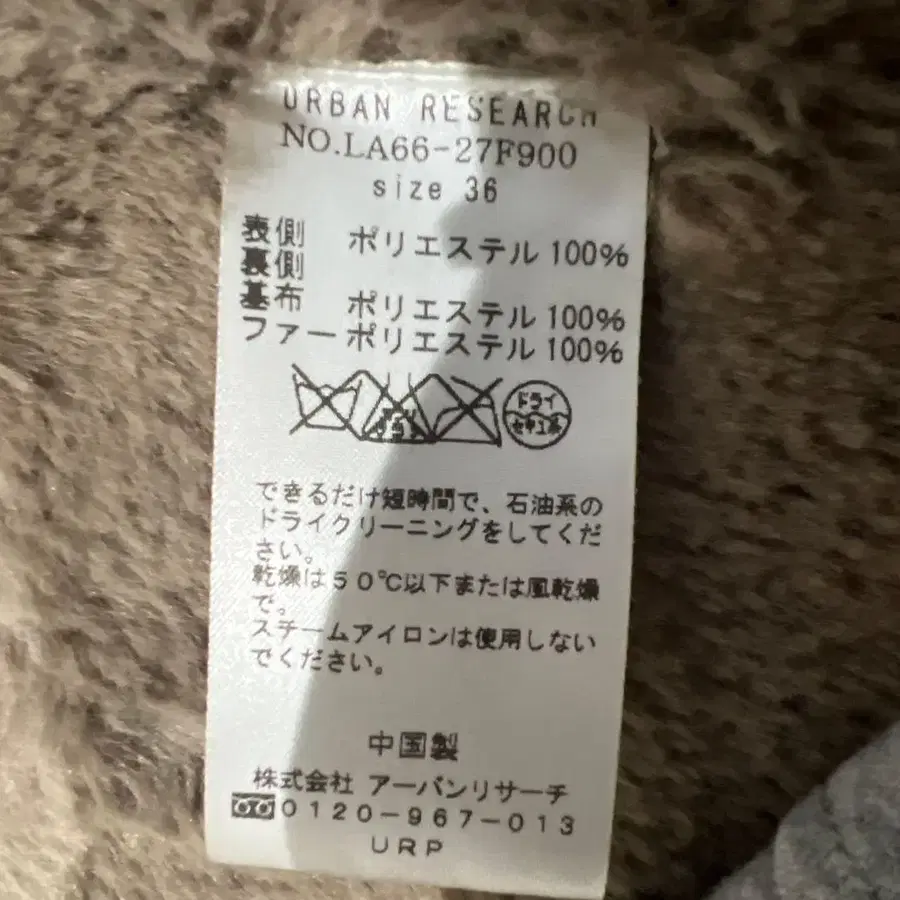 URBAN RESEARCH
NO.LA66-27F900
size 36
表側 ポリエステル 100%
裏側
基布 ポリエステル 100%
ファー ポリエステル 100%
ドライ
セキユ系
できるだけ短時間で、石油系の
ドライクリーニングをしてくだ
さい。
乾燥は50℃以下または風乾燥
で。
スチームアイロンは使用しない
でください。
中国製
株式会社 アーバンリサーチ
0120-967-013
URP